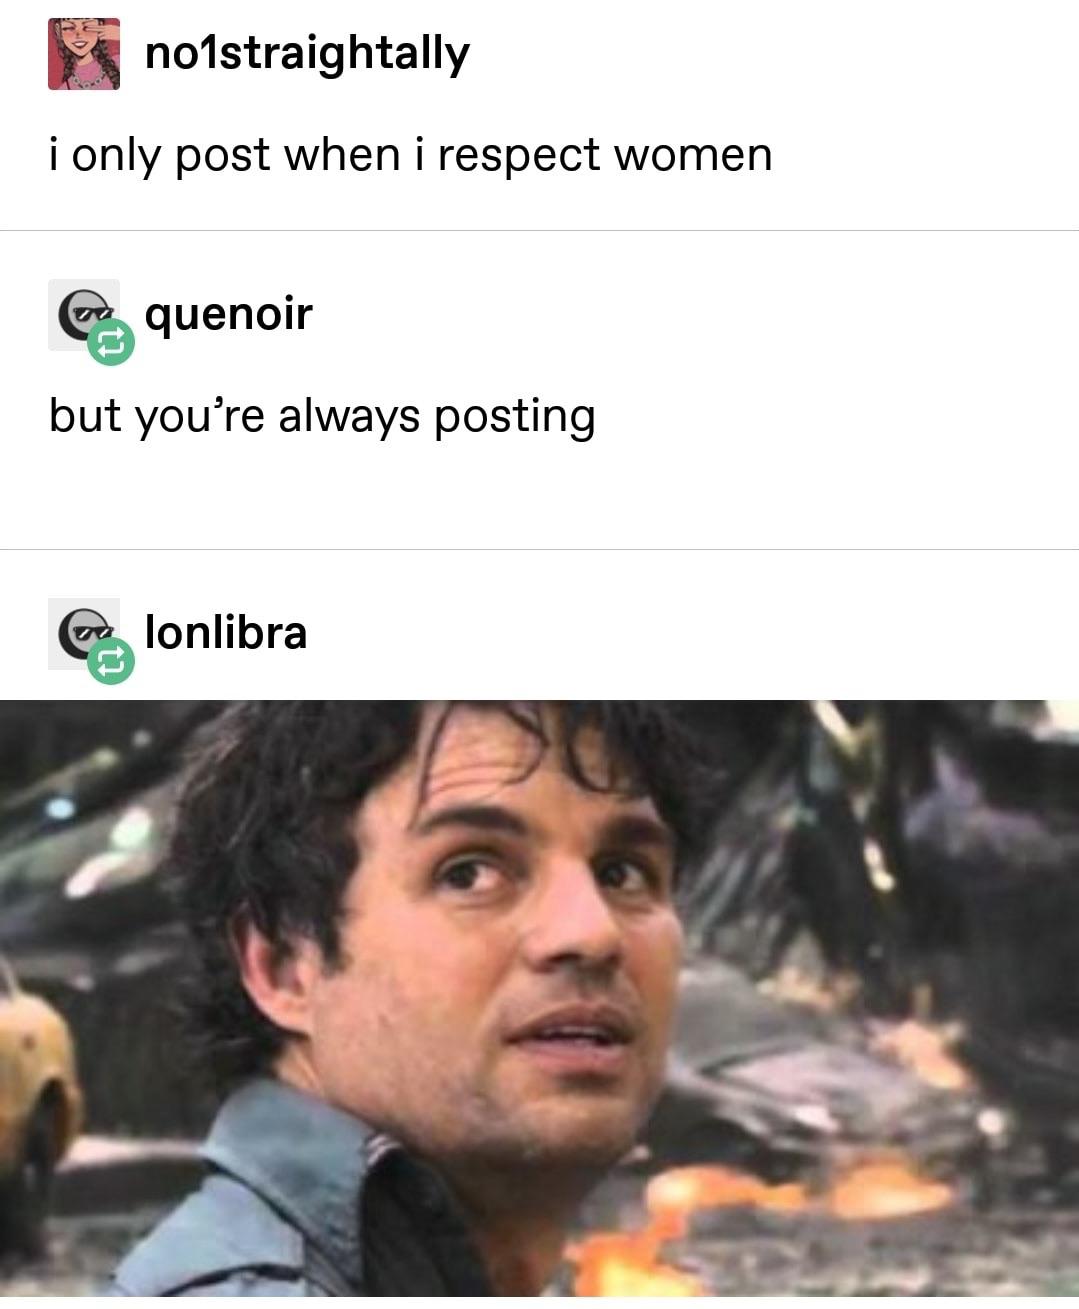 no1straightally
i only post when i respect women
quenoir
but you’re always posting
lonlibra